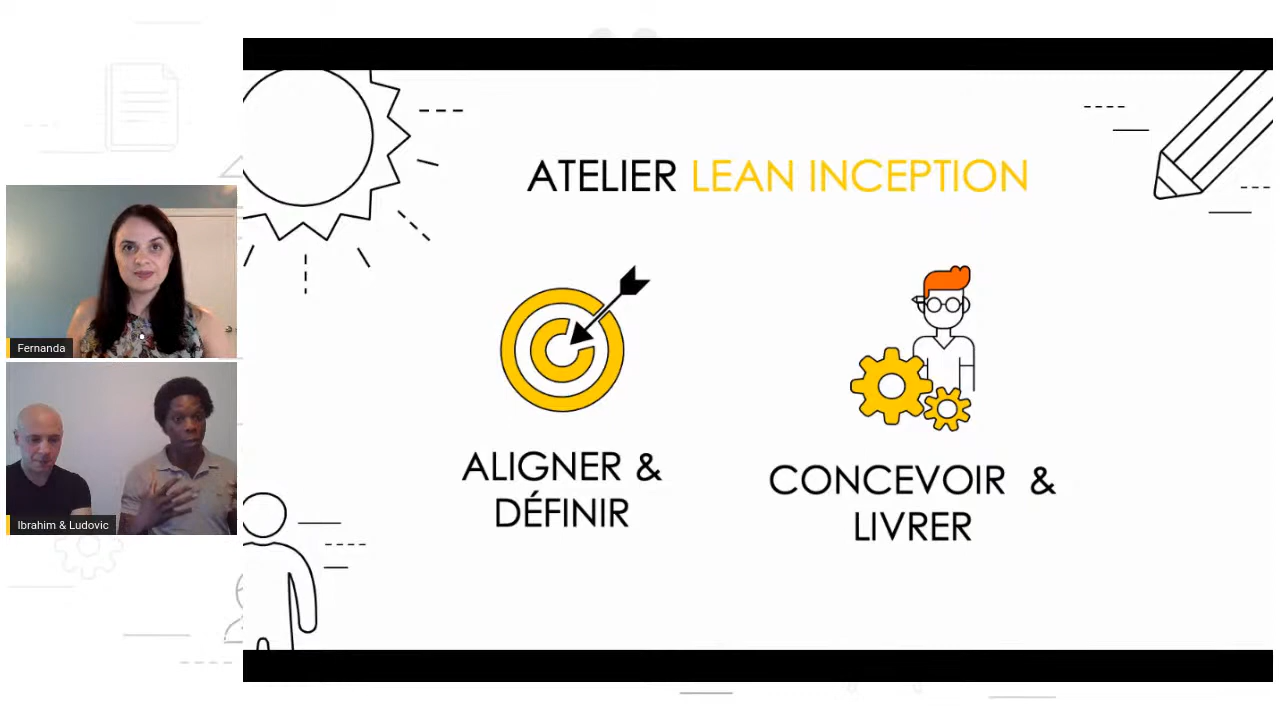 ATELIER LEAN INCEPTION
ALIGNER &
DÉFINIR
CONCEVOIR &
LIVRER
Fernanda
Ibrahim & Ludovic